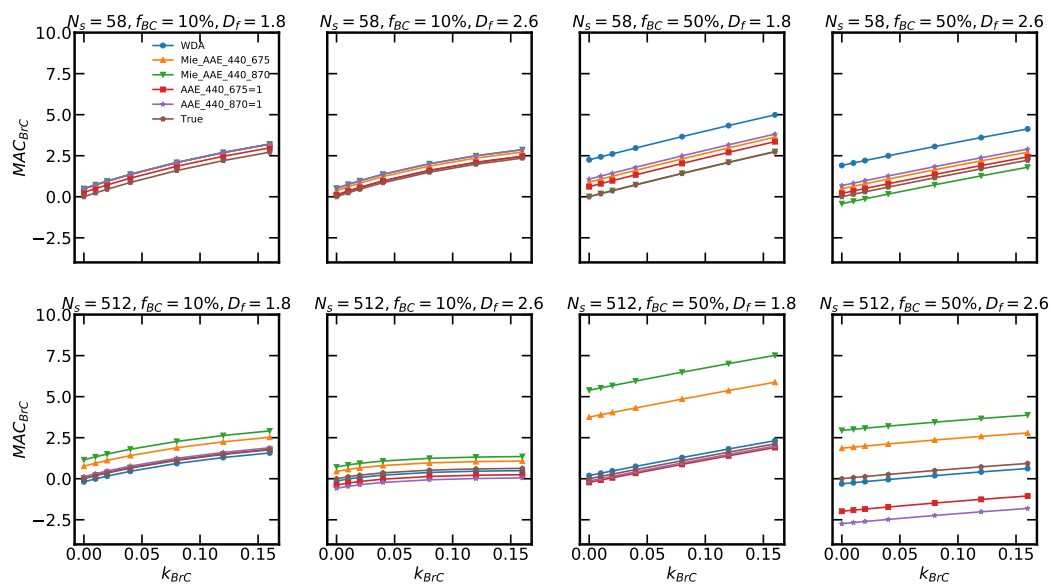 N_s = 58, f_BC = 10%, D_f = 1.8
N_s = 58, f_BC = 10%, D_f = 2.6
N_s = 58, f_BC = 50%, D_f = 1.8
N_s = 58, f_BC = 50%, D_f = 2.6
10.0
7.5
5.0
2.5
0.0
−2.5
MAC_BrC
WDA
Mie_AAE_440_675
Mie_AAE_440_870
AAE_440_675=1
AAE_440_870=1
True
N_s = 512, f_BC = 10%, D_f = 1.8
N_s = 512, f_BC = 10%, D_f = 2.6
N_s = 512, f_BC = 50%, D_f = 1.8
N_s = 512, f_BC = 50%, D_f = 2.6
10.0
7.5
5.0
2.5
0.0
−2.5
MAC_BrC
0.00 0.05 0.10 0.15
0.00 0.05 0.10 0.15
0.00 0.05 0.10 0.15
0.00 0.05 0.10 0.15
k_BrC
k_BrC
k_BrC
k_BrC